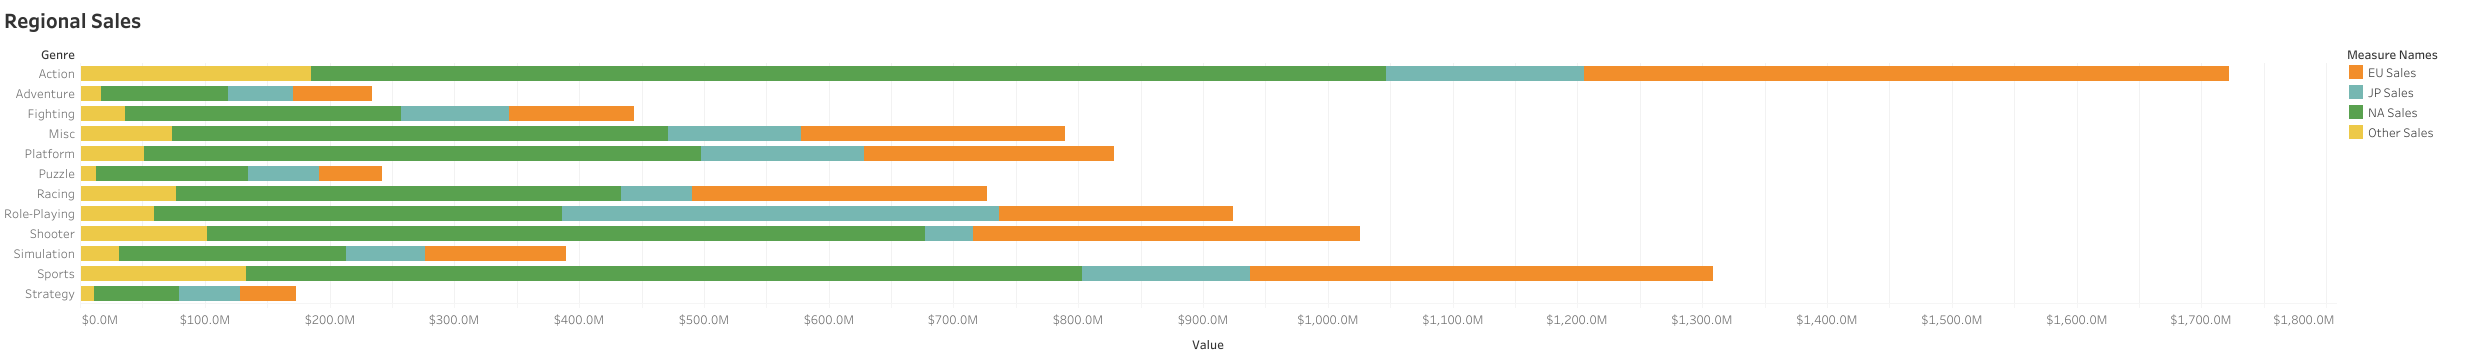 Regional Sales
Genre
Action
Adventure
Fighting
Misc
Platform
Puzzle
Racing
Role-Playing
Shooter
Simulation
Sports
Strategy
$0.0M $100.0M $200.0M $300.0M $400.0M $500.0M $600.0M $700.0M $800.0M $900.0M $1,000.0M $1,100.0M $1,200.0M $1,300.0M $1,400.0M $1,500.0M $1,600.0M $1,700.0M $1,800.0M
Value
Measure Names
EU Sales
JP Sales
NA Sales
Other Sales